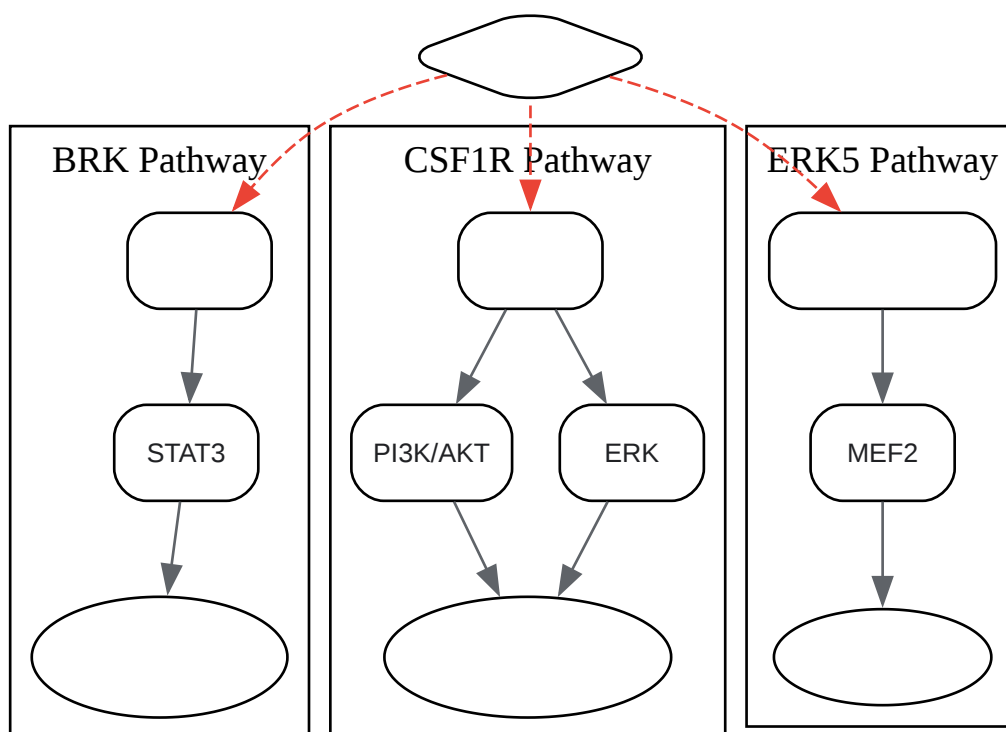 BRK Pathway
CSF1R Pathway
ERK5 Pathway
STAT3
PI3K/AKT
ERK
MEF2